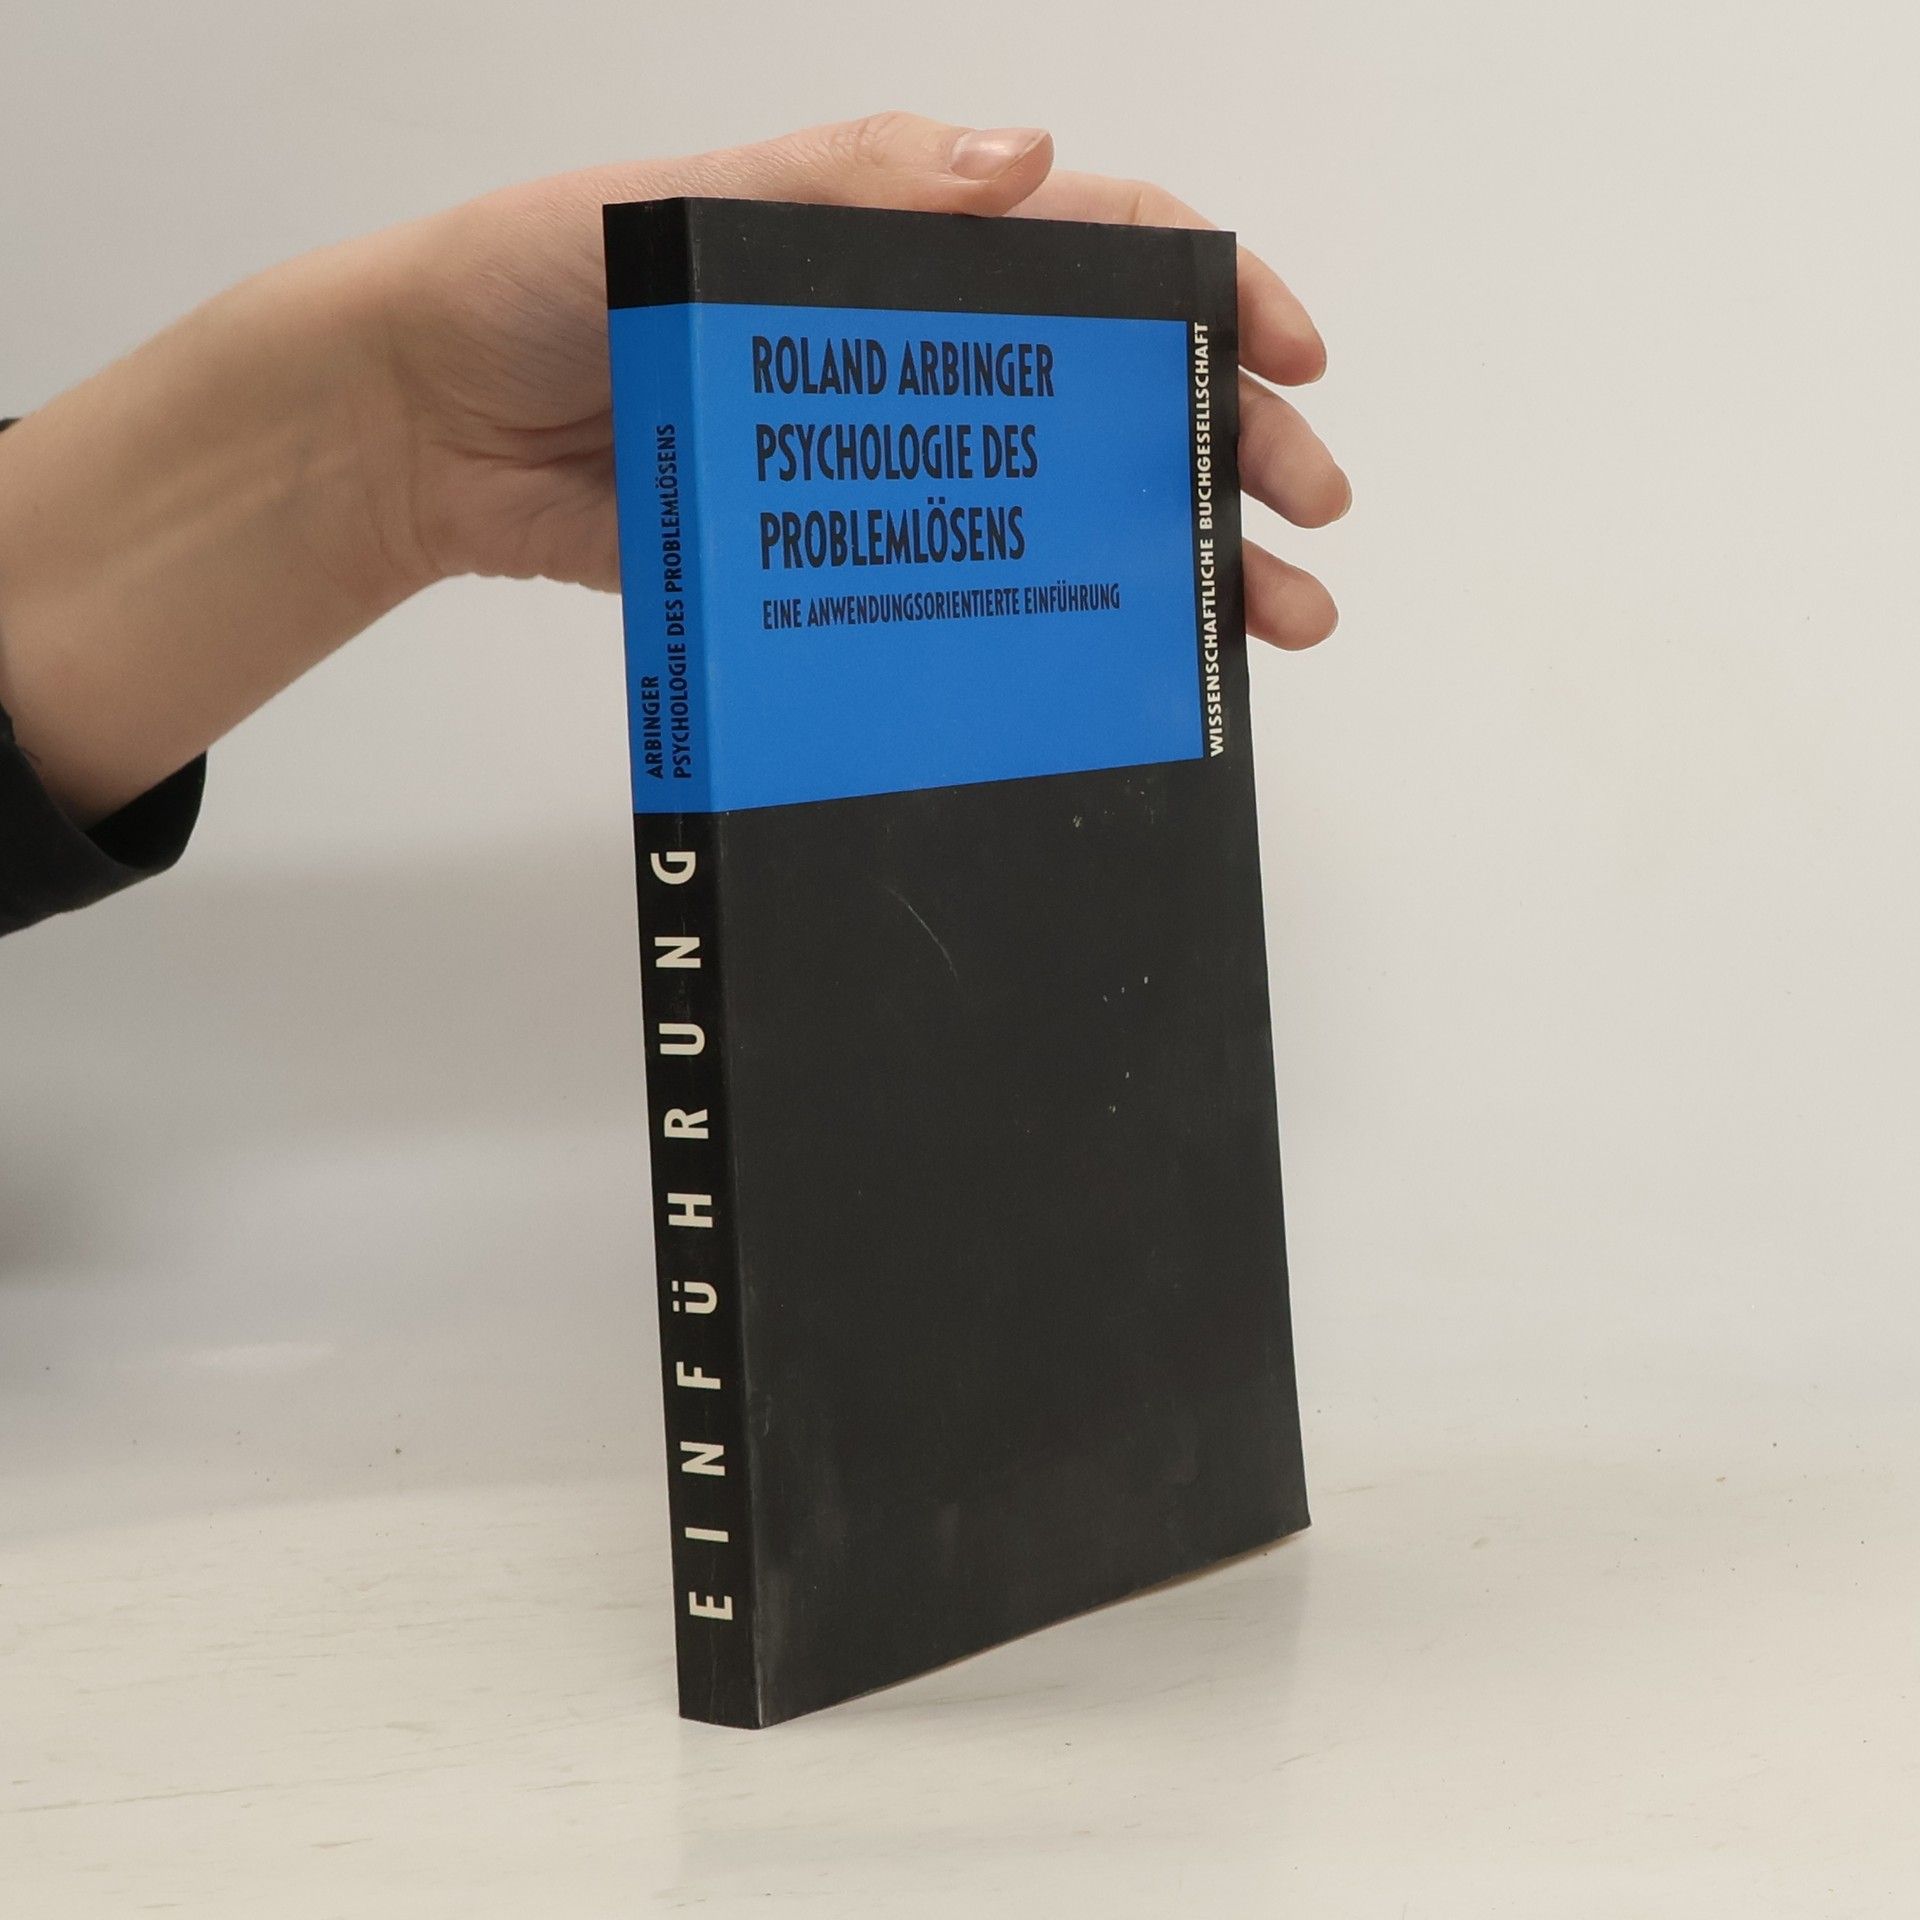 ROLAND ARBINGER
PSYCHOLOGIE DES
PROBLEMLÖSENS
EINE ANWENDUNGSORIENTIERTE EINFÜHRUNG
WISSENSCHAFTLICHE BUCHGESELLSCHAFT
ARBINGER
PSYCHOLOGIE DES PROBLEMLÖSENS
EINFÜHRUNG